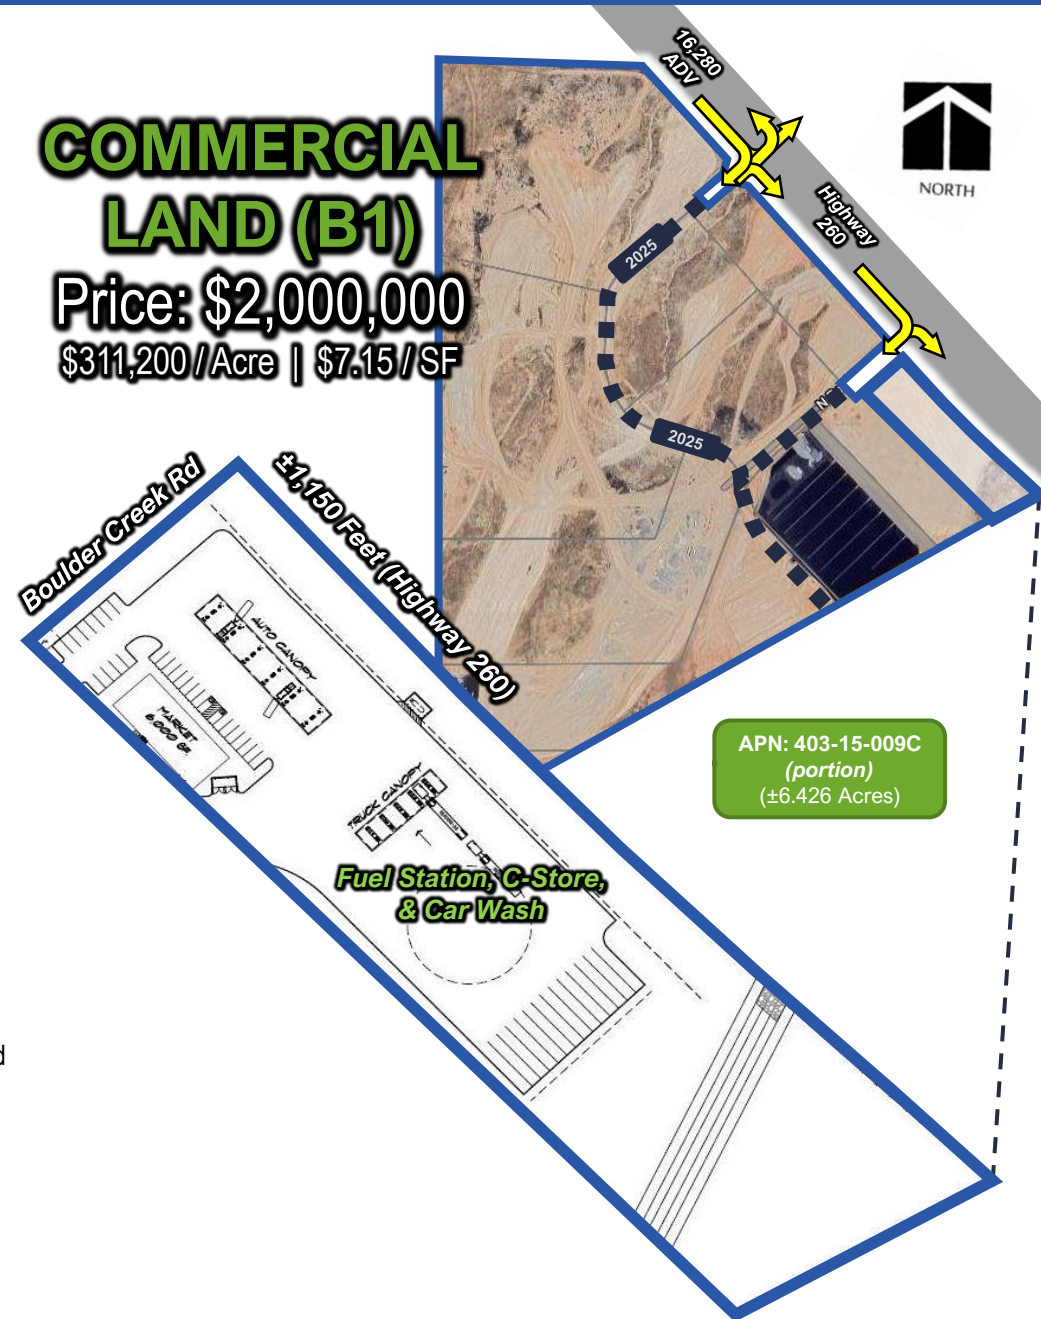 COMMERCIAL
LAND (B1)
Price: $2,000,000
$311,200 / Acre | $7.15 / SF
16,280
ADV
NORTH
Highway
260
2025
2025
Boulder Creek Rd
±1,150 Feet (Highway 260)
AUTO CANOPY
MARKET
6,000 SF.
TRUCK CANOPY
APN: 403-15-009C
(portion)
(±6.426 Acres)
Fuel Station, C-Store,
& Car Wash
d